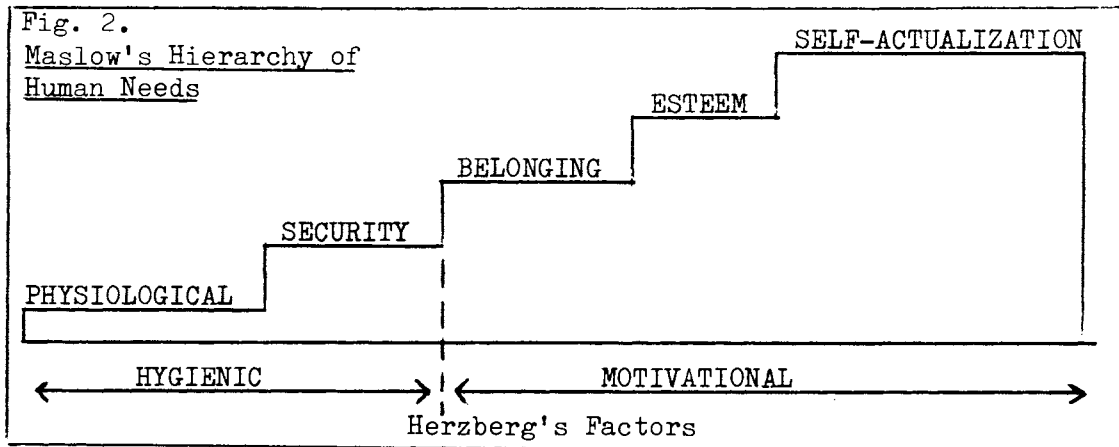 Fig. 2.
Maslow's Hierarchy of
Human Needs
SELF-ACTUALIZATION
ESTEEM
BELONGING
SECURITY
PHYSIOLOGICAL
HYGIENIC
MOTIVATIONAL
Herzberg's Factors